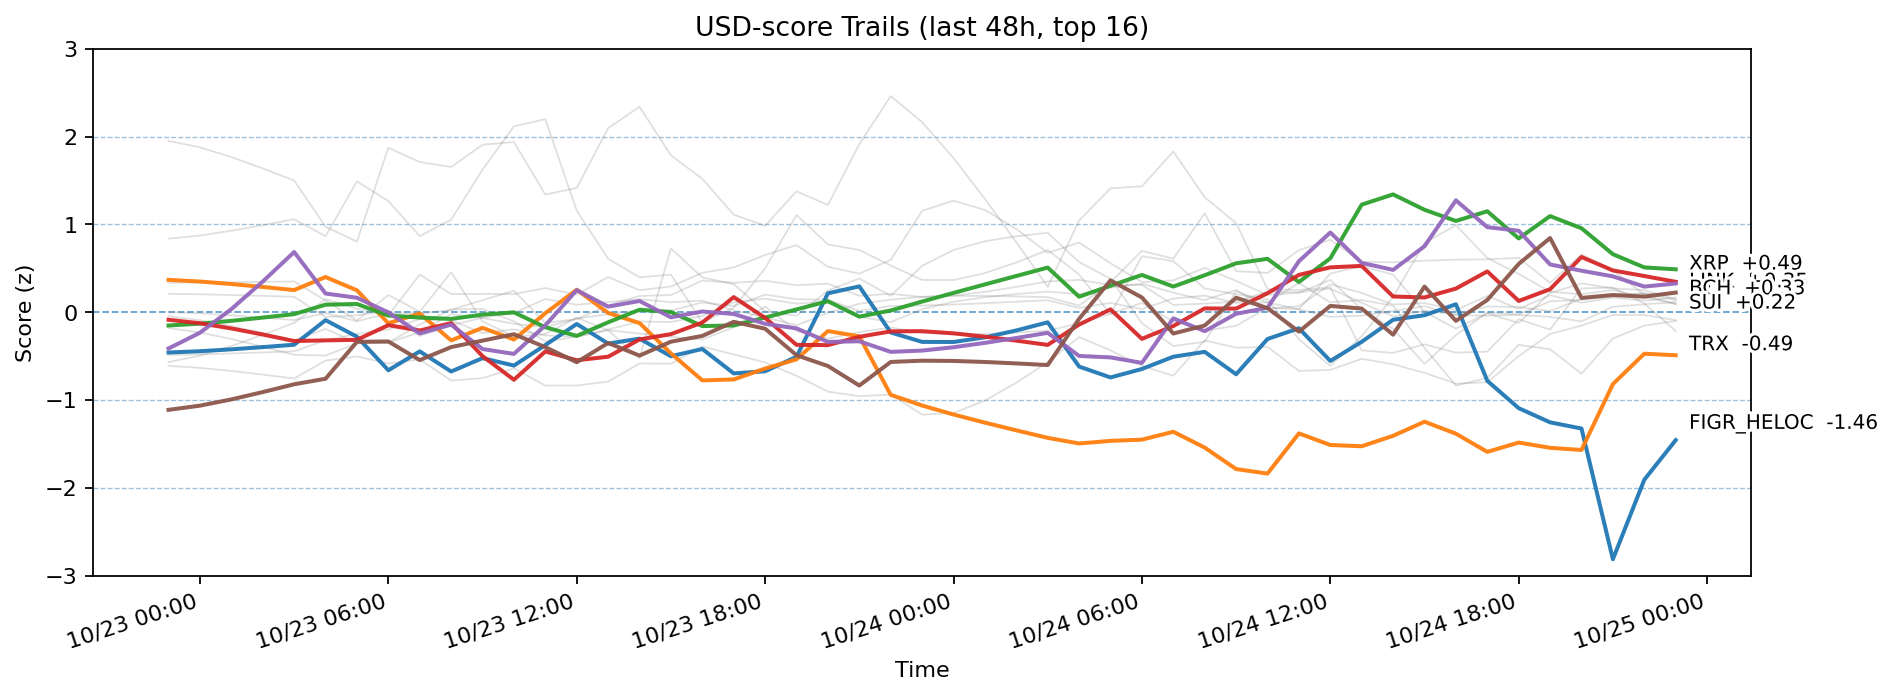 USD-score Trails (last 48h, top 16)
Score (z)
3
2
1
0
−1
−2
−3
XRP +0.49
LINK +0.35
BCH +0.33
SUI +0.22
TRX -0.49
FIGR_HELOC -1.46
10/23 00:00
10/23 06:00
10/23 12:00
10/23 18:00
10/24 00:00
10/24 06:00
10/24 12:00
10/24 18:00
10/25 00:00
Time